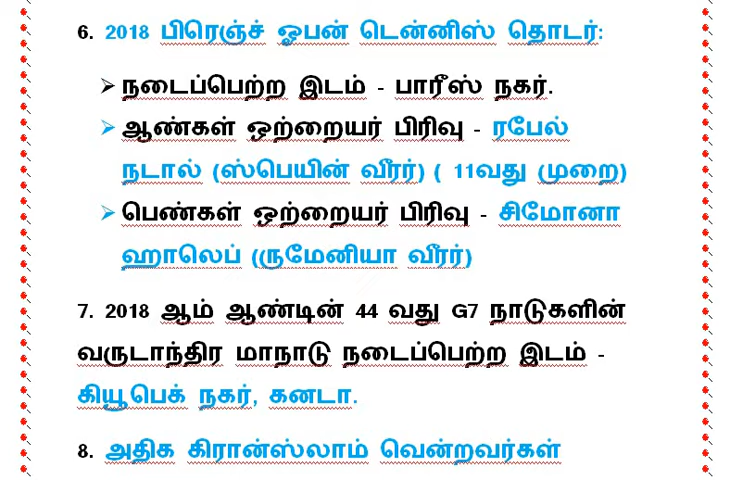 6. 2018 பிரெஞ்ச் ஓபன் டென்னிஸ் தொடர்:
➢ நடைப்பெற்ற இடம் - பாரீஸ் நகர்.
➢ ஆண்கள் ஒற்றையர் பிரிவு - ரபேல்
நடால் (ஸ்பெயின் வீரர்) ( 11வது முறை)
➢ பெண்கள் ஒற்றையர் பிரிவு - சிமோனா
ஹாலெப் (ருமேனியா வீரர்)
7. 2018 ஆம் ஆண்டின் 44 வது G7 நாடுகளின்
வருடாந்திர மாநாடு நடைப்பெற்ற இடம் -
கியூபெக் நகர், கனடா.
8. அதிக கிரான்ஸ்லாம் வென்றவர்கள்